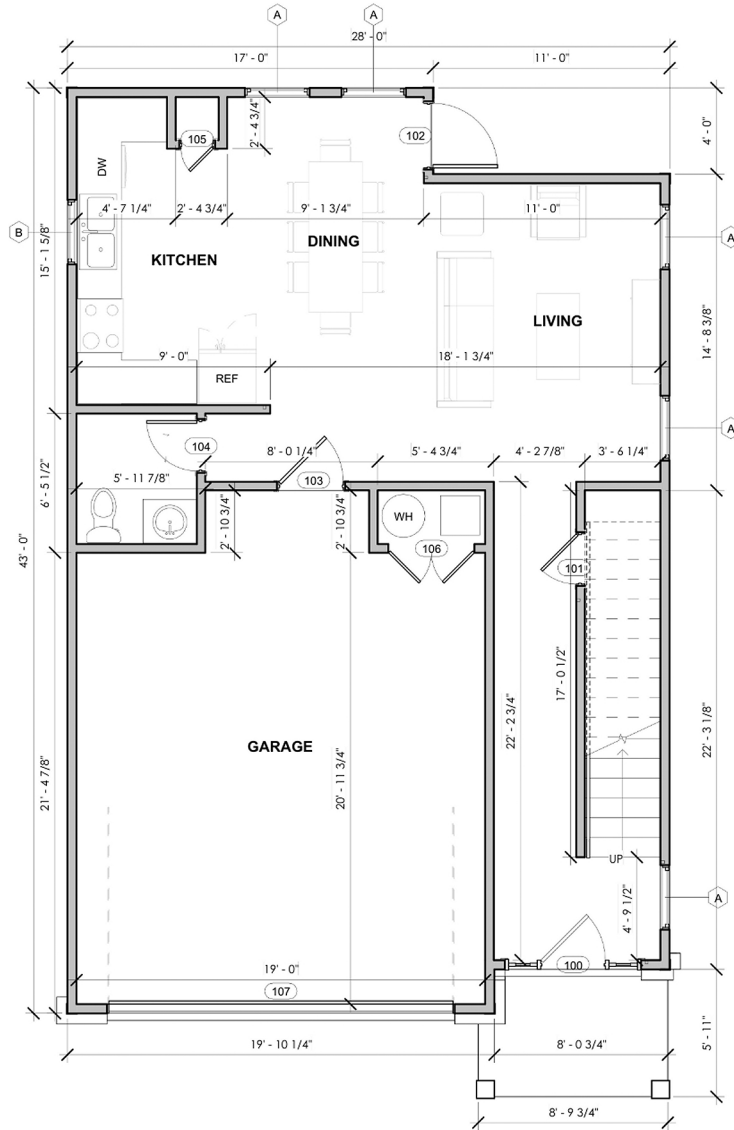 A
A
28' - 0"
17' - 0"
11' - 0"
105
2' - 4 3/4"
102
4' - 0"
DW
4' - 7 1/4"
2' - 4 3/4"
9' - 1 3/4"
11' - 0"
B
A
15' - 1 5/8"
DINING
KITCHEN
LIVING
14' - 8 3/8"
9' - 0"
18' - 1 3/4"
REF
A
104
8' - 0 1/4"
5' - 4 3/4"
4' - 2 7/8"
3' - 6 1/4"
5' - 11 7/8"
103
6' - 5 1/2"
2' - 10 3/4"
2' - 10 3/4"
WH
106
101
43' - 0"
17' - 0 1/2"
22' - 2 3/4"
22' - 3 1/8"
GARAGE
21' - 4 7/8"
20' - 11 3/4"
UP
A
4' - 9 1/2"
19' - 0"
100
107
19' - 10 1/4"
8' - 0 3/4"
5' - 11"
8' - 9 3/4"